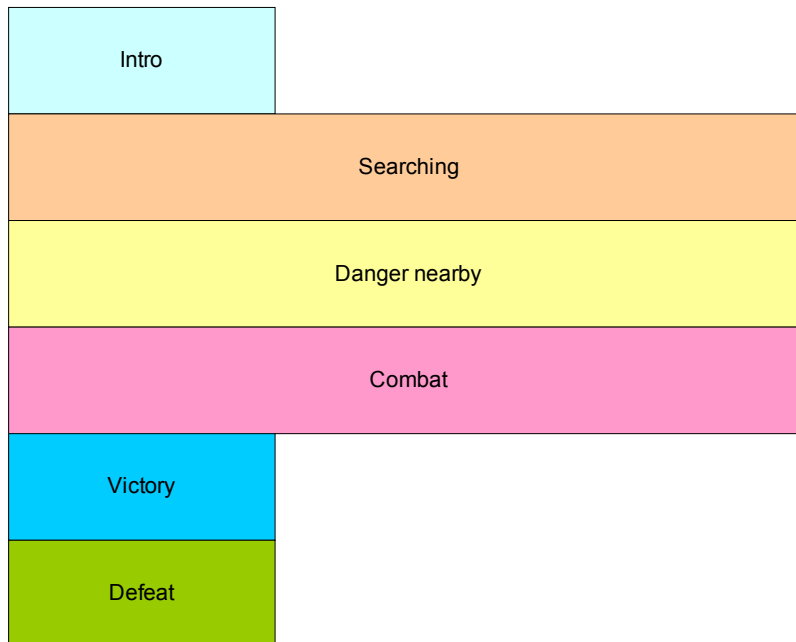 Intro
Searching
Danger nearby
Combat
Victory
Defeat